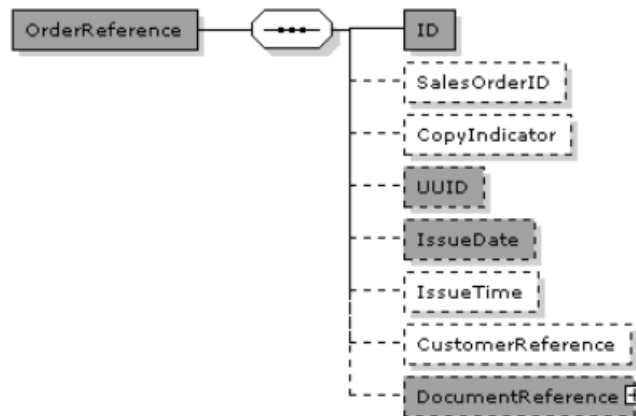 OrderReference
ID
SalesOrderID
CopyIndicator
UUID
IssueDate
IssueTime
CustomerReference
DocumentReference